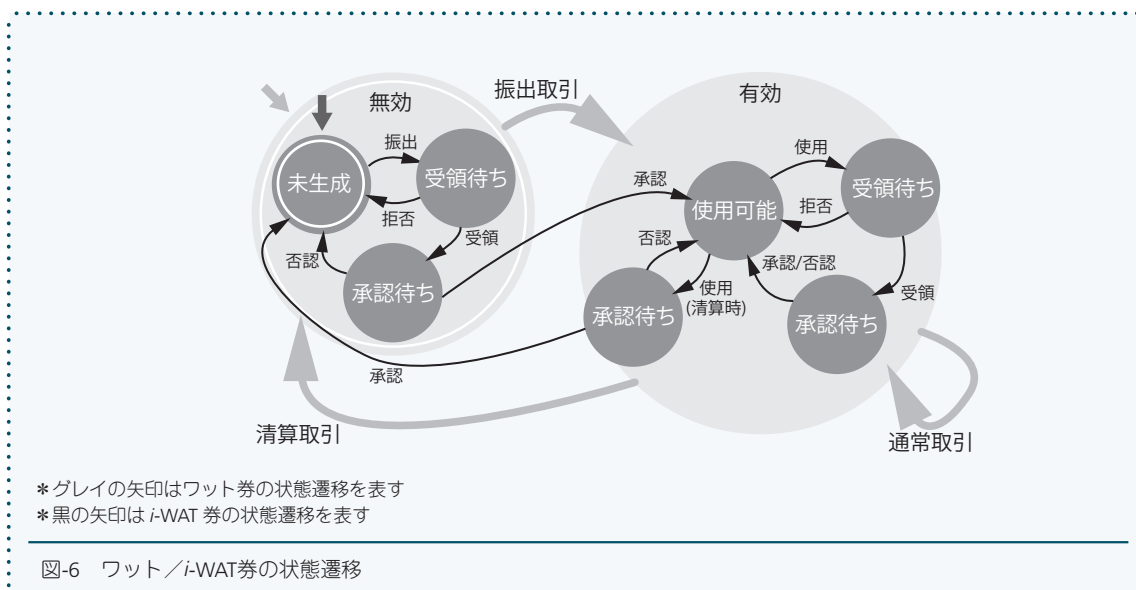 振出取引
無効
有効
振出
使用
未生成
受領待ち
承認
使用可能
受領待ち
拒否
拒否
受領
否認
否認
承認/否認
承認待ち
使用
(清算時)
受領
承認待ち
承認待ち
承認
清算取引
通常取引
*グレイの矢印はワット券の状態遷移を表す
*黒の矢印は i-WAT 券の状態遷移を表す
図-6 ワット／i-WAT券の状態遷移